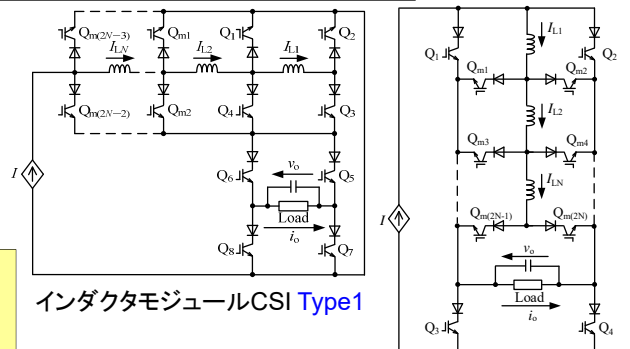 Qm(2N−3) ILN Qm1 IL2 Q1 IL1 Q2
Qm(2N−2) Qm2 Q4 Q3
Q6 vo Q5
I
Load
Q8 io Q7
インダクタモジュールCSI Type1
IL1
Q1 Q2
Qm1 Qm2
IL2
Qm3 Qm4
ILN
Qm(2N-1) Qm(2N)
I
vo
Load
io
Q3 Q4